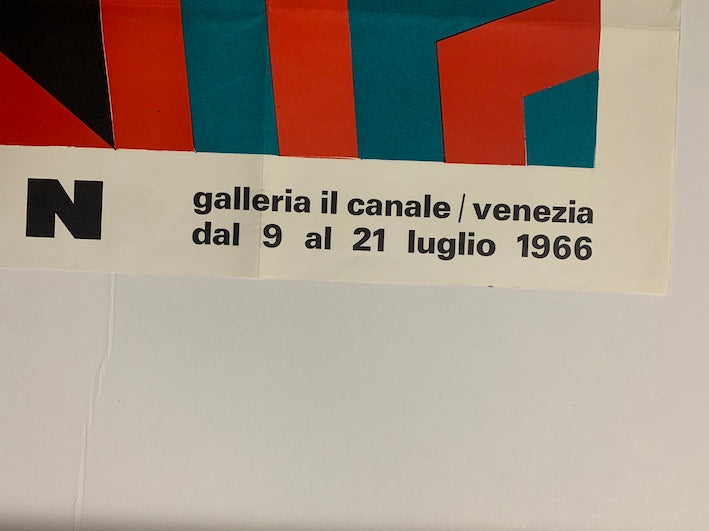 N
galleria il canale / venezia
dal 9 al 21 luglio 1966